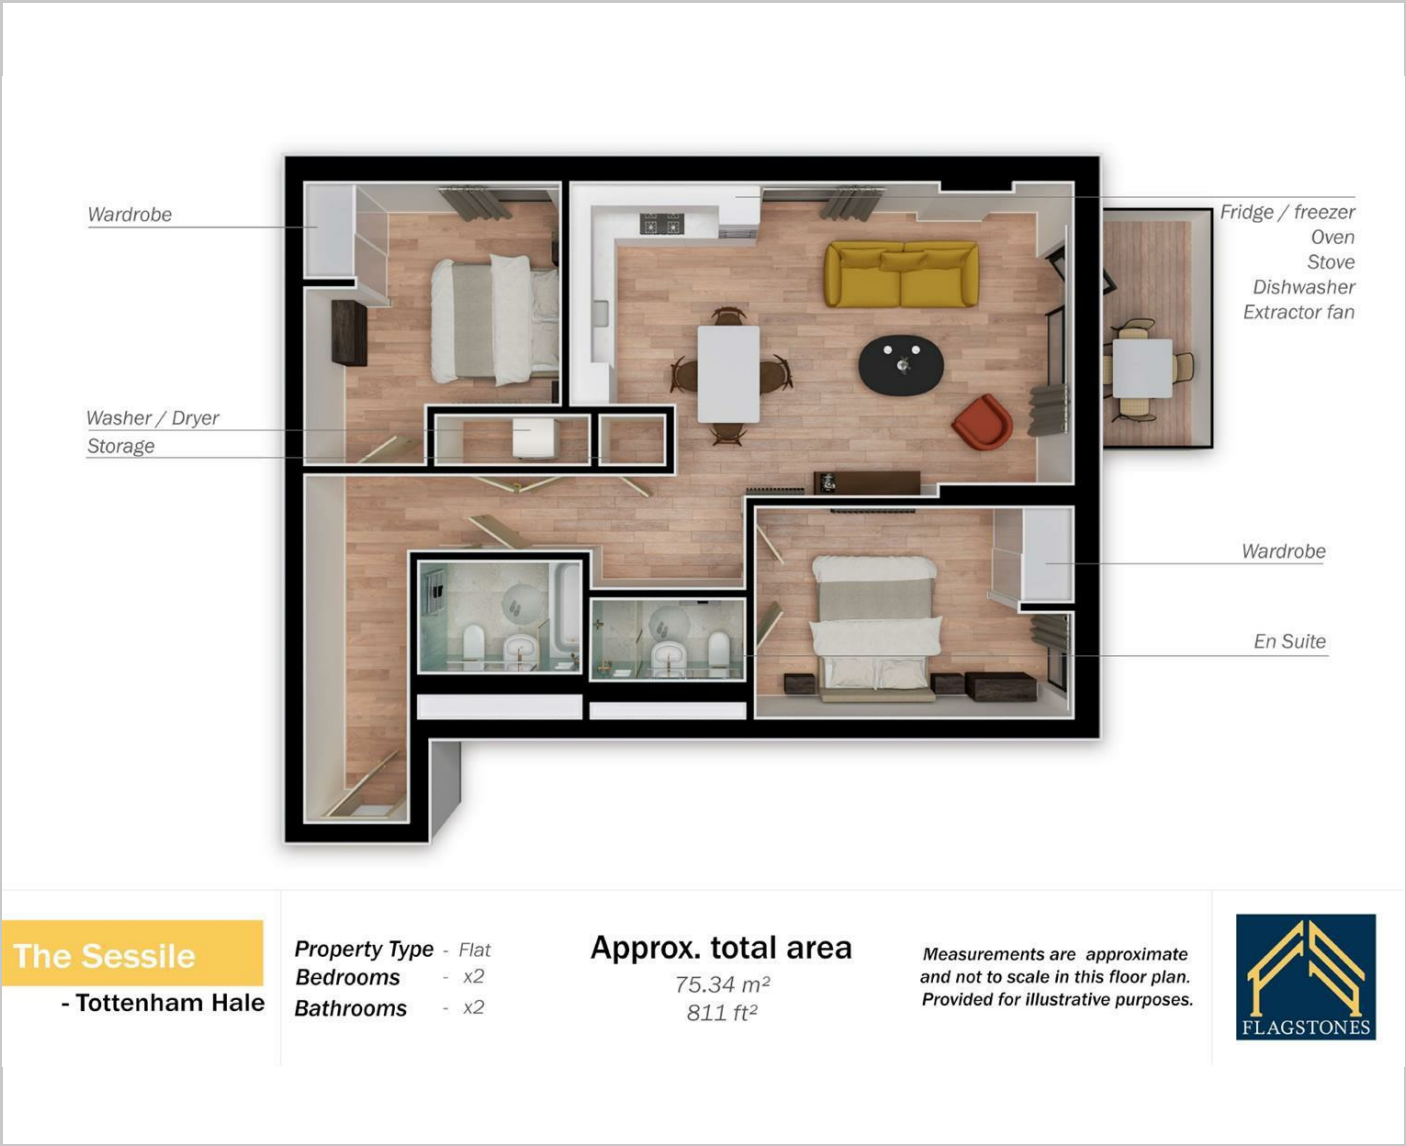 Wardrobe
Fridge / freezer
Oven
Stove
Dishwasher
Extractor fan
Washer / Dryer
Storage
Wardrobe
En Suite
The Sessile
- Tottenham Hale
Property Type - Flat
Bedrooms - x2
Bathrooms - x2
Approx. total area
75.34 m²
811 ft²
Measurements are approximate
and not to scale in this floor plan.
Provided for illustrative purposes.
FLAGSTONES